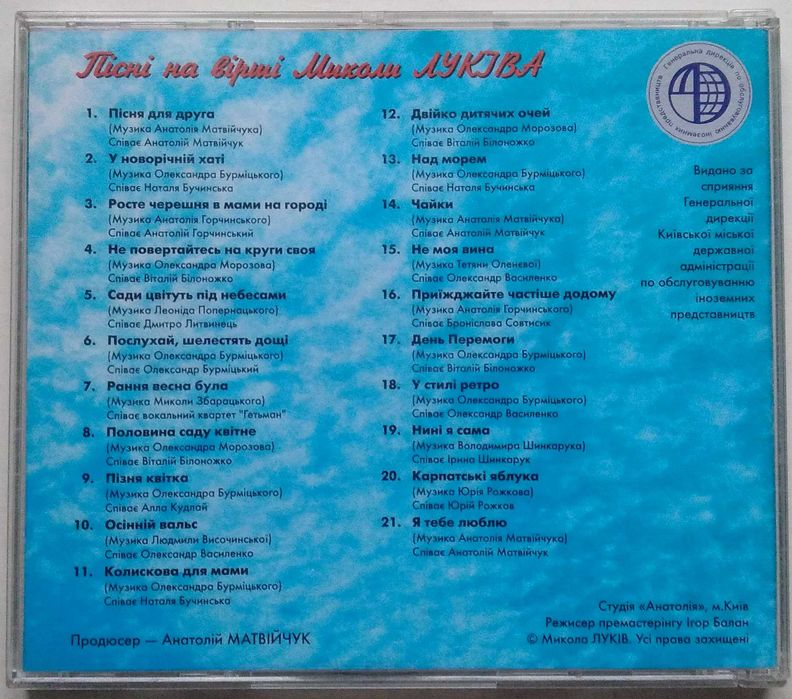 Пісні на вірші Миколи ЛУКІВА
1. Пісня для друга
(Музика Анатолія Матвійчука)
Співає Анатолій Матвійчук
2. У новорічній хаті
(Музика Олександра Бурміцького)
Співає Наталя Бучинська
3. Росте черешня в мами на городі
(Музика Анатолія Горчинського)
Співає Анатолій Горчинський
4. Не повертайтесь на круги своя
(Музика Олександра Морозова)
Співає Віталій Білоножко
5. Сади цвітуть під небесами
(Музика Леоніда Попернацького)
Співає Дмитро Литвинець
6. Послухай, шелестять дощі
(Музика Олександра Бурміцького)
Співає Олександр Бурміцький
7. Рання весна була
(Музика Миколи Збарацького)
Співає вокальний квартет "Гетьман"
8. Половина саду квітне
(Музика Олександра Морозова)
Співає Віталій Білоножко
9. Пізня квітка
(Музика Олександра Бурміцького)
Співає Алла Кудлай
10. Осінній вальс
(Музика Людмили Височинської)
Співає Олександр Василенко
11. Колискова для мами
(Музика Олександра Бурміцького)
Співає Наталя Бучинська
12. Двійко дитячих очей
(Музика Олександра Морозова)
Співає Віталій Білоножко
13. Над морем
(Музика Олександра Бурміцького)
Співає Наталя Бучинська
14. Чайки
(Музика Анатолія Матвійчука)
Співає Анатолій Матвійчук
15. Не моя вина
(Музика Тетяни Оленєвої)
Співає Олександр Василенко
16. Приїжджайте частіше додому
(Музика Анатолія Горчинського)
Співає Броніслава Совтисик
17. День Перемоги
(Музика Олександра Бурміцького)
Співає Віталій Білоножко
18. У стилі ретро
(Музика Олександра Бурміцького)
Співає Олександр Василенко
19. Нині я сама
(Музика Володимира Шинкарука)
Співає Ірина Шинкарук
20. Карпатські яблука
(Музика Юрія Рожкова)
Співає Юрій Рожков
21. Я тебе люблю
(Музика Анатолія Матвійчука)
Співає Анатолій Матвійчук
Генеральна дирекція по обслуговуванню іноземних представництв
Видано за
сприяння
Генеральної
дирекції
Київської міської
державної
адміністрації
по обслуговуванню
іноземних
представництв
Продюсер — Анатолій МАТВІЙЧУК
Студія «Анатолія», м.Київ
Режисер премастерінгу Ігор Балан
© Микола ЛУКІВ. Усі права захищені